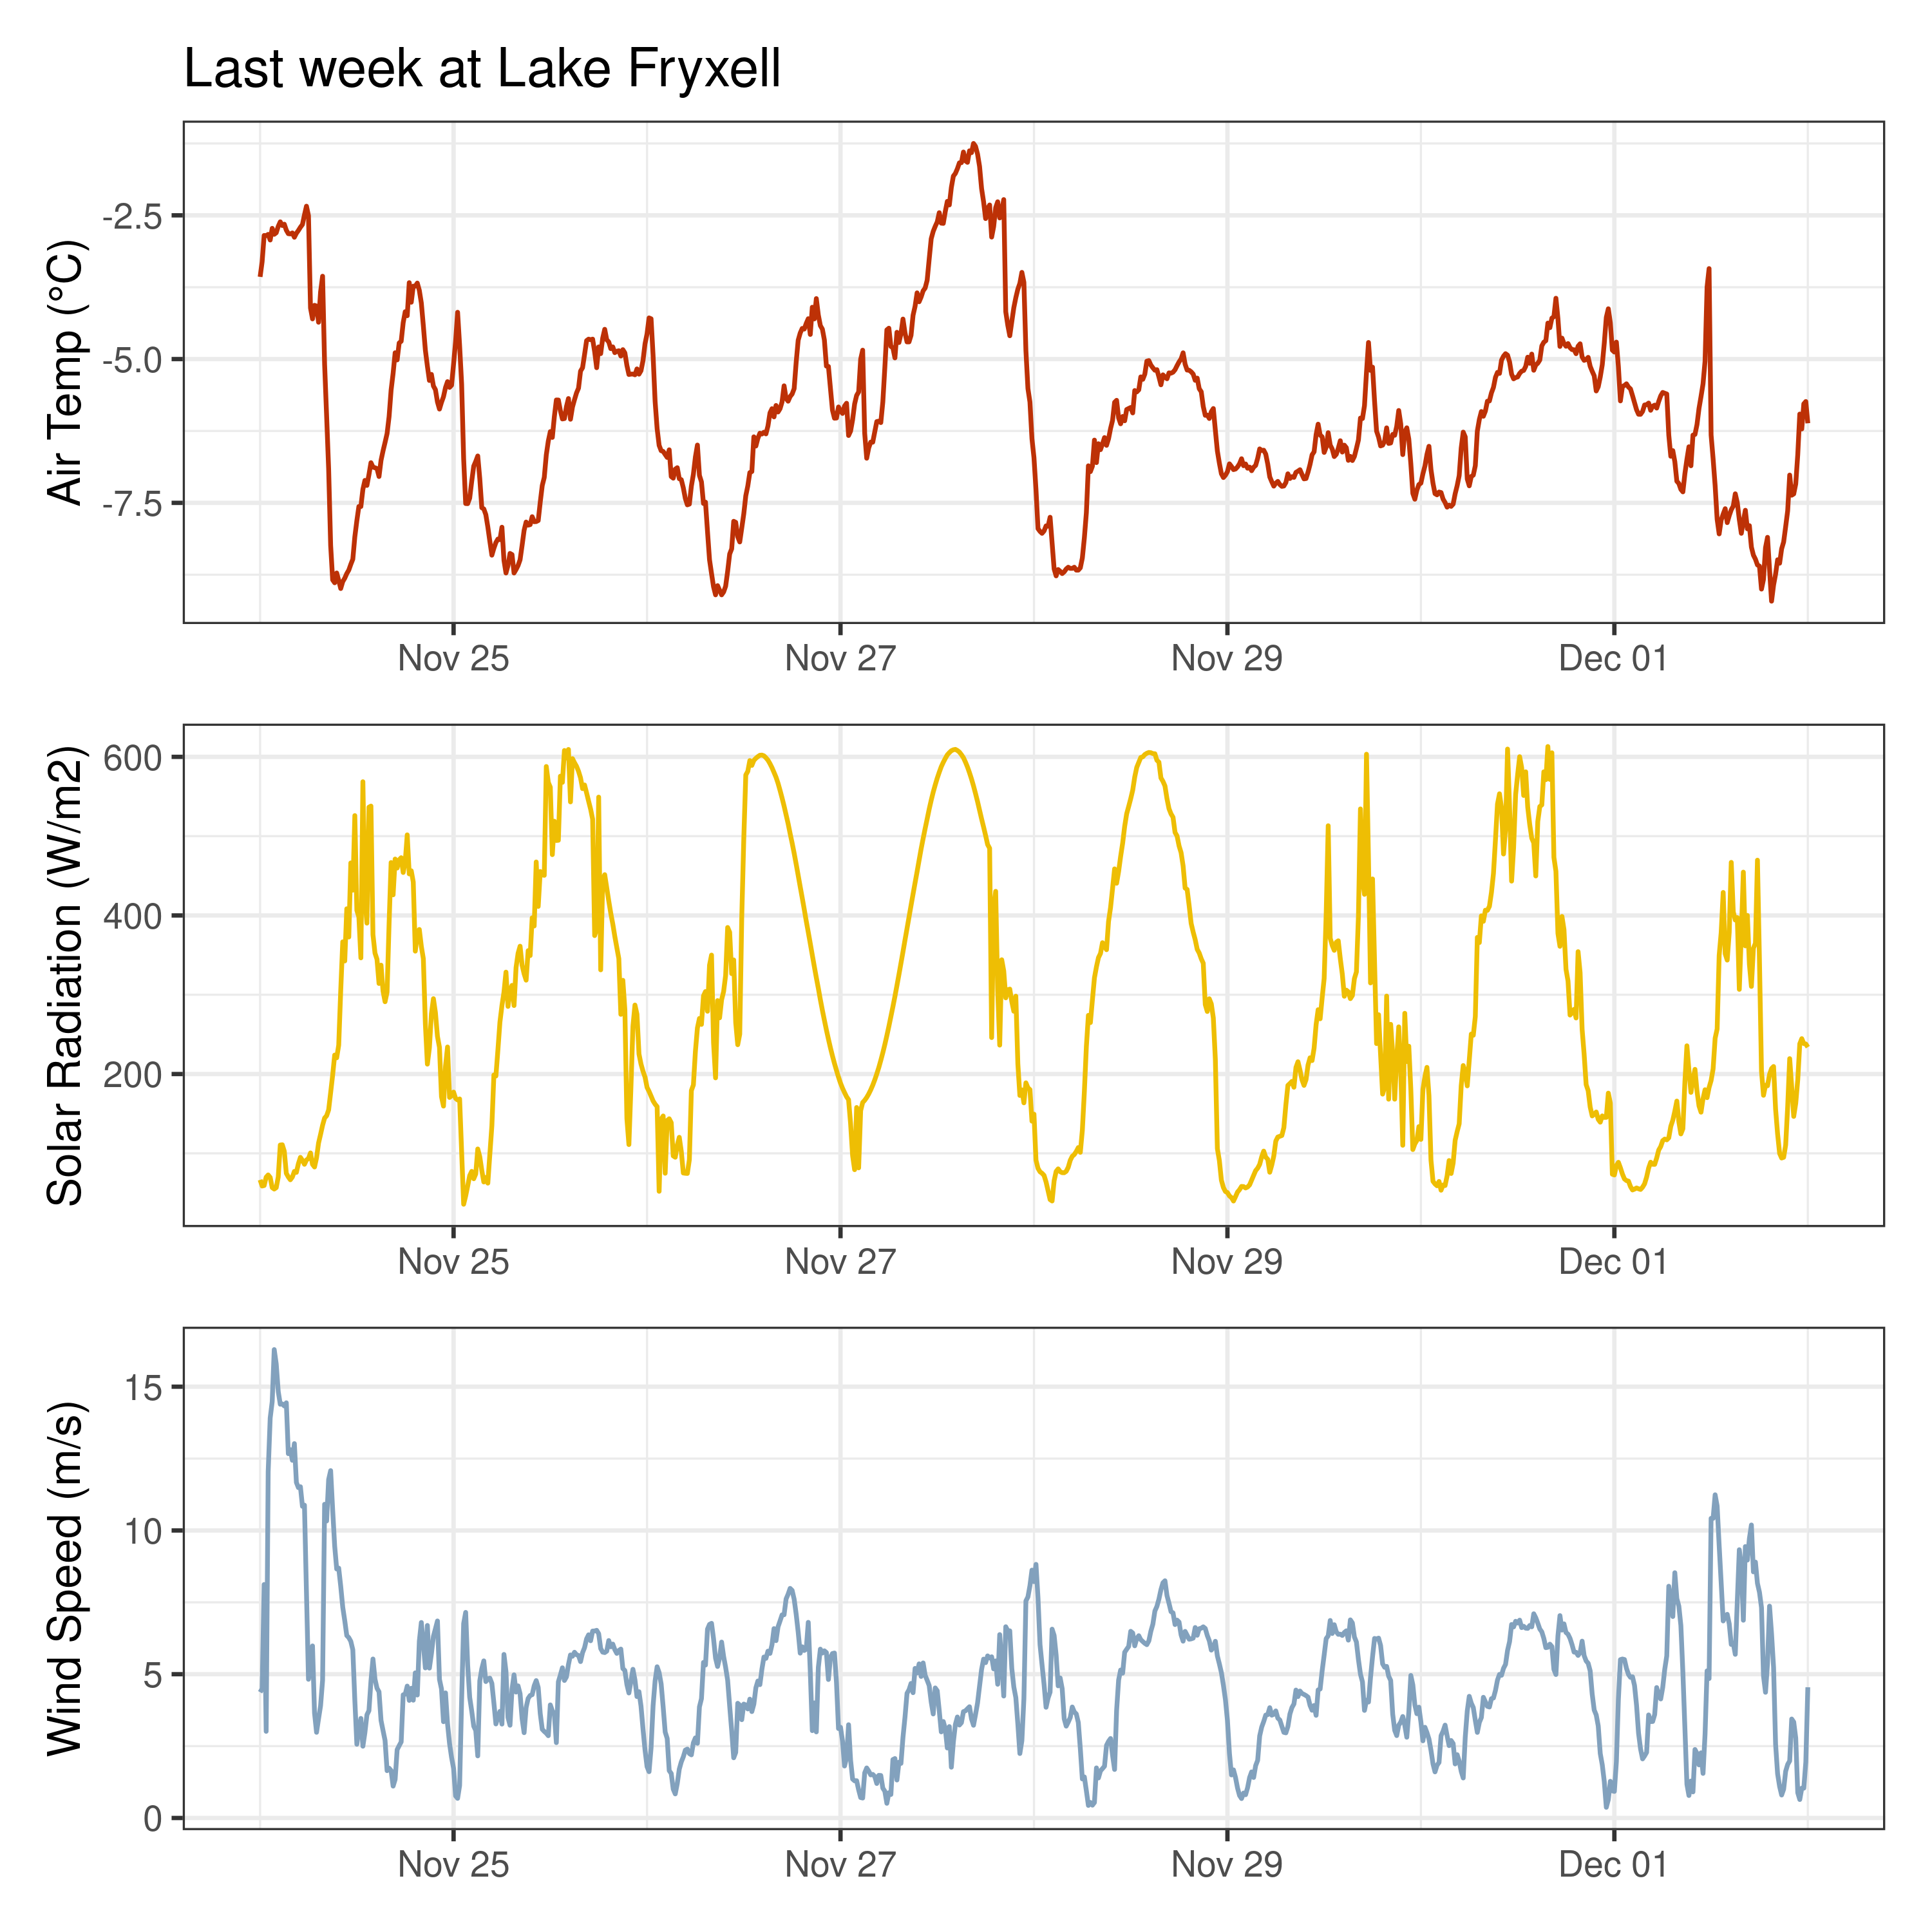 Last week at Lake Fryxell
Air Temp (°C)
-2.5
-5.0
-7.5
Nov 25 Nov 27 Nov 29 Dec 01
Solar Radiation (W/m2)
600
400
200
Nov 25 Nov 27 Nov 29 Dec 01
Wind Speed (m/s)
15
10
5
0
Nov 25 Nov 27 Nov 29 Dec 01